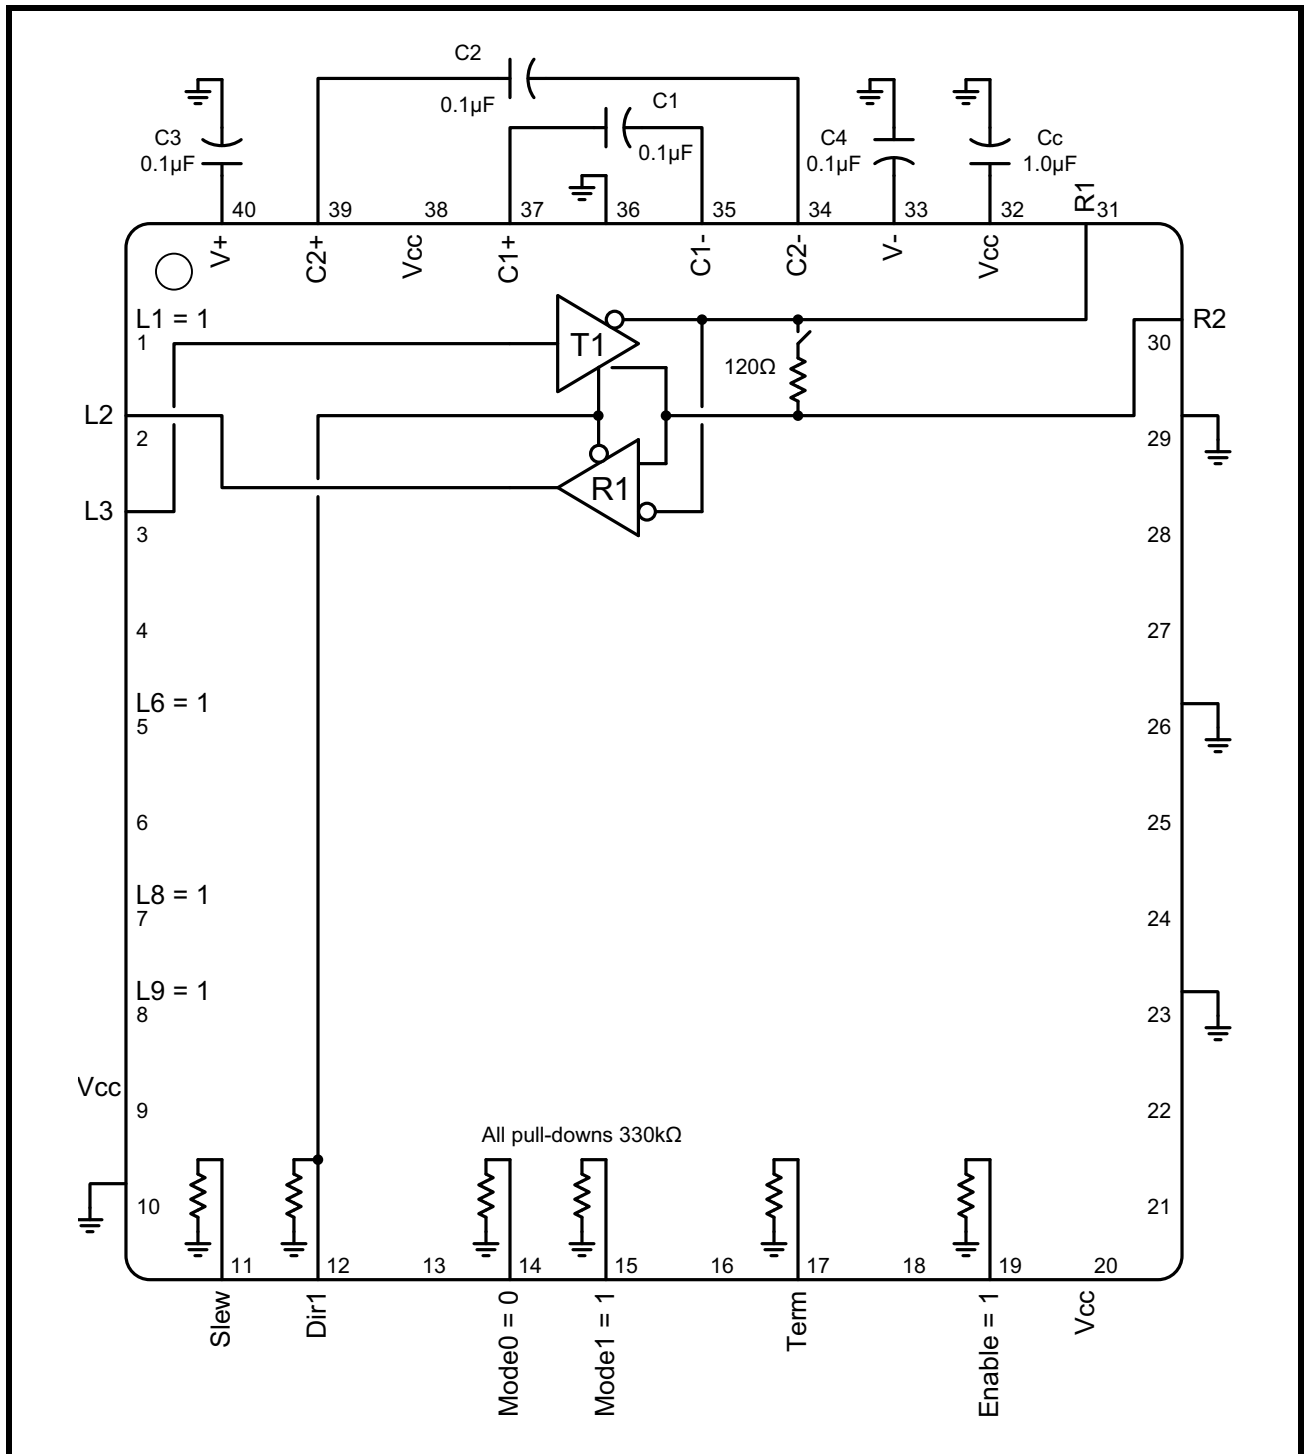 C2
0.1µF
C1
0.1µF
C3
0.1µF
C4
0.1µF
Cc
1.0µF
40
39
38
37
36
35
34
33
32
R1
31
V+
C2+
Vcc
C1+
C1-
C2-
V-
Vcc
L1 = 1
1
T1
120Ω
R2
30
L2
2
29
R1
L3
3
28
4
27
L6 = 1
5
26
6
25
L8 = 1
7
24
L9 = 1
8
23
Vcc
9
22
All pull-downs 330kΩ
10
21
11
12
13
14
15
16
17
18
19
20
Slew
Dir1
Mode0 = 0
Mode1 = 1
Term
Enable = 1
Vcc